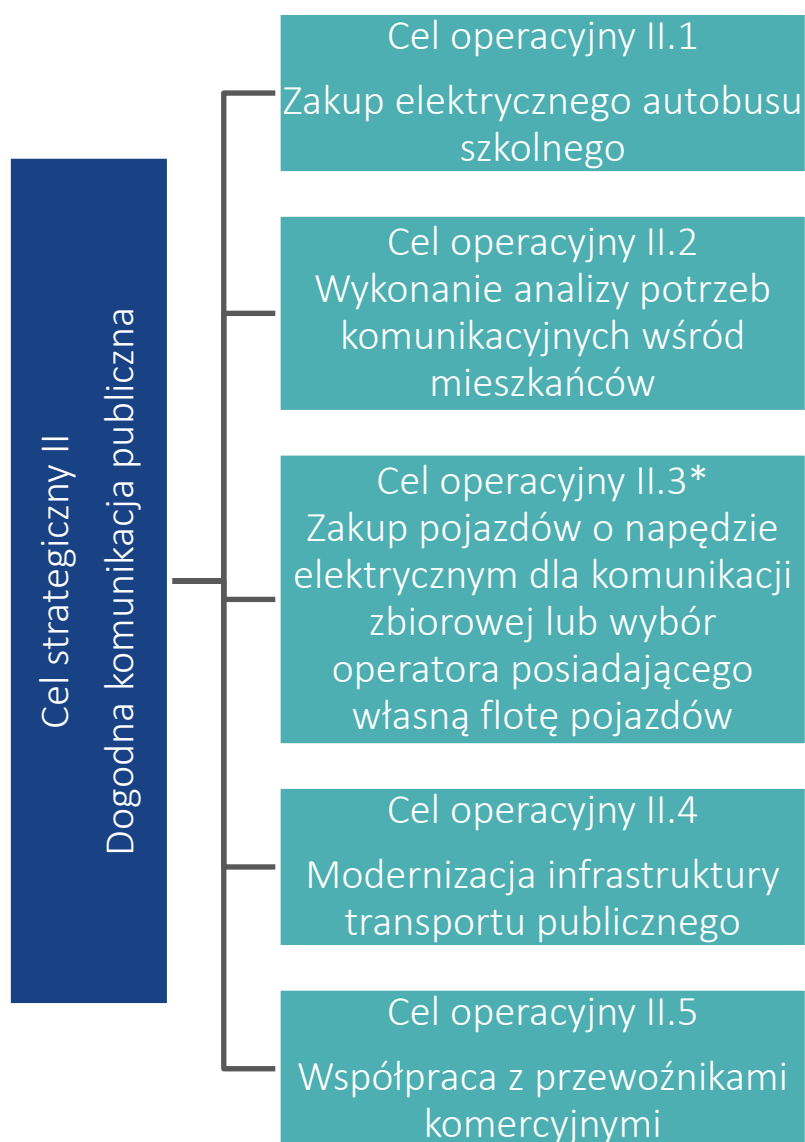 Cel strategiczny II
Dogodna komunikacja publiczna
Cel operacyjny II.1
Zakup elektrycznego autobusu
szkolnego
Cel operacyjny II.2
Wykonanie analizy potrzeb
komunikacyjnych wśród
mieszkańców
Cel operacyjny II.3*
Zakup pojazdów o napędzie
elektrycznym dla komunikacji
zbiorowej lub wybór
operatora posiadającego
własną flotę pojazdów
Cel operacyjny II.4
Modernizacja infrastruktury
transportu publicznego
Cel operacyjny II.5
Współpraca z przewoźnikami
komercyjnymi